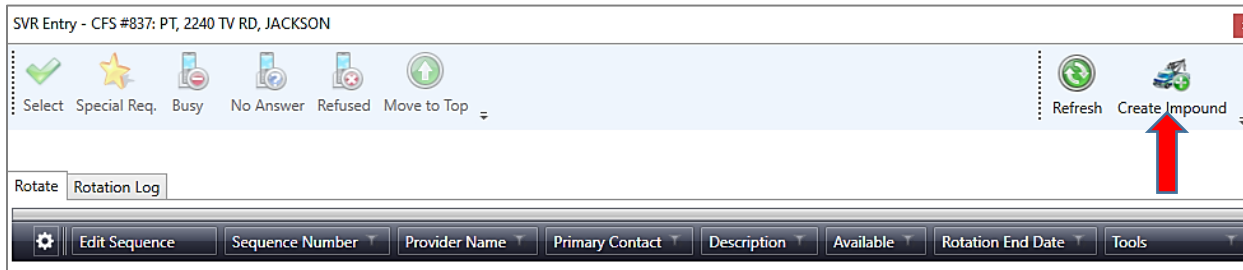 SVR Entry - CFS #837: PT, 2240 TV RD, JACKSON
Select Special Req. Busy No Answer Refused Move to Top Refresh Create Impound
Rotate Rotation Log
Edit Sequence Sequence Number Provider Name Primary Contact Description Available Rotation End Date Tools